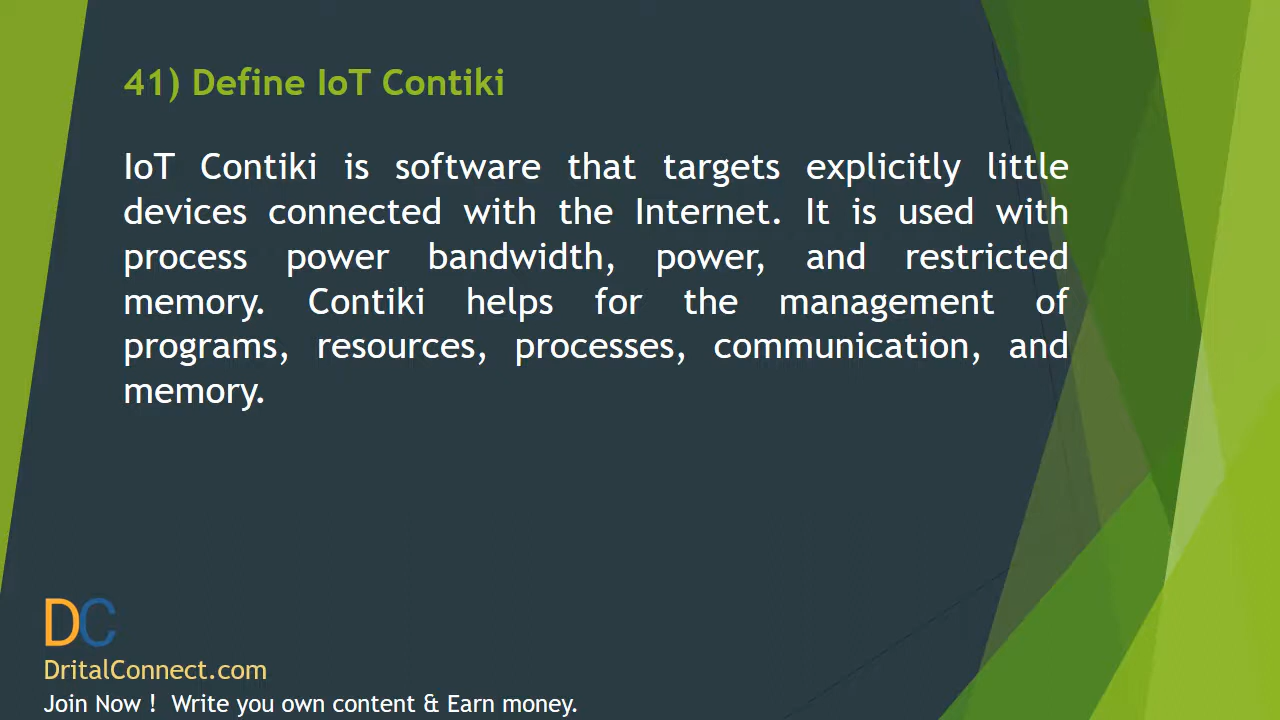 41) Define IoT Contiki
IoT Contiki is software that targets explicitly little
devices connected with the Internet. It is used with
process power bandwidth, power, and restricted
memory. Contiki helps for the management of
programs, resources, processes, communication, and
memory.
DC
DritalConnect.com
Join Now ! Write you own content & Earn money.